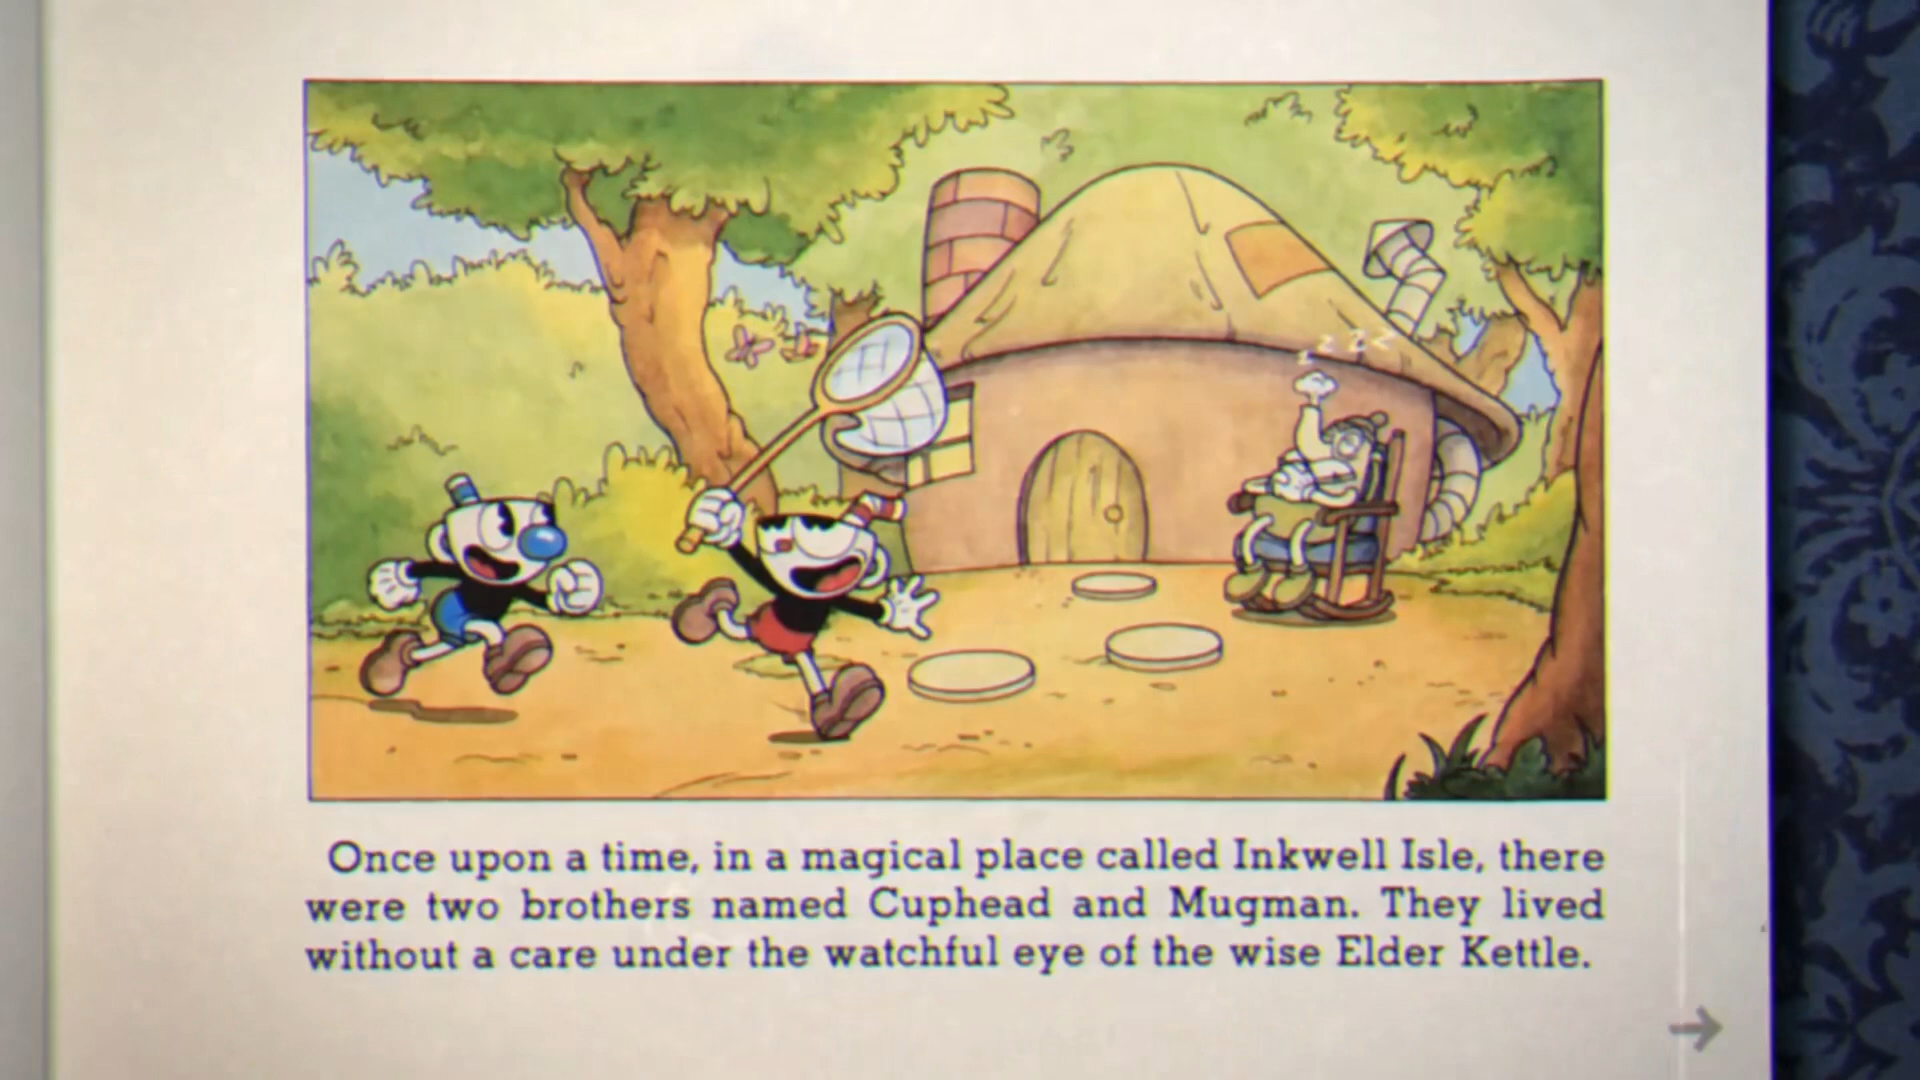 z z z z
Once upon a time, in a magical place called Inkwell Isle, there
were two brothers named Cuphead and Mugman. They lived
without a care under the watchful eye of the wise Elder Kettle.